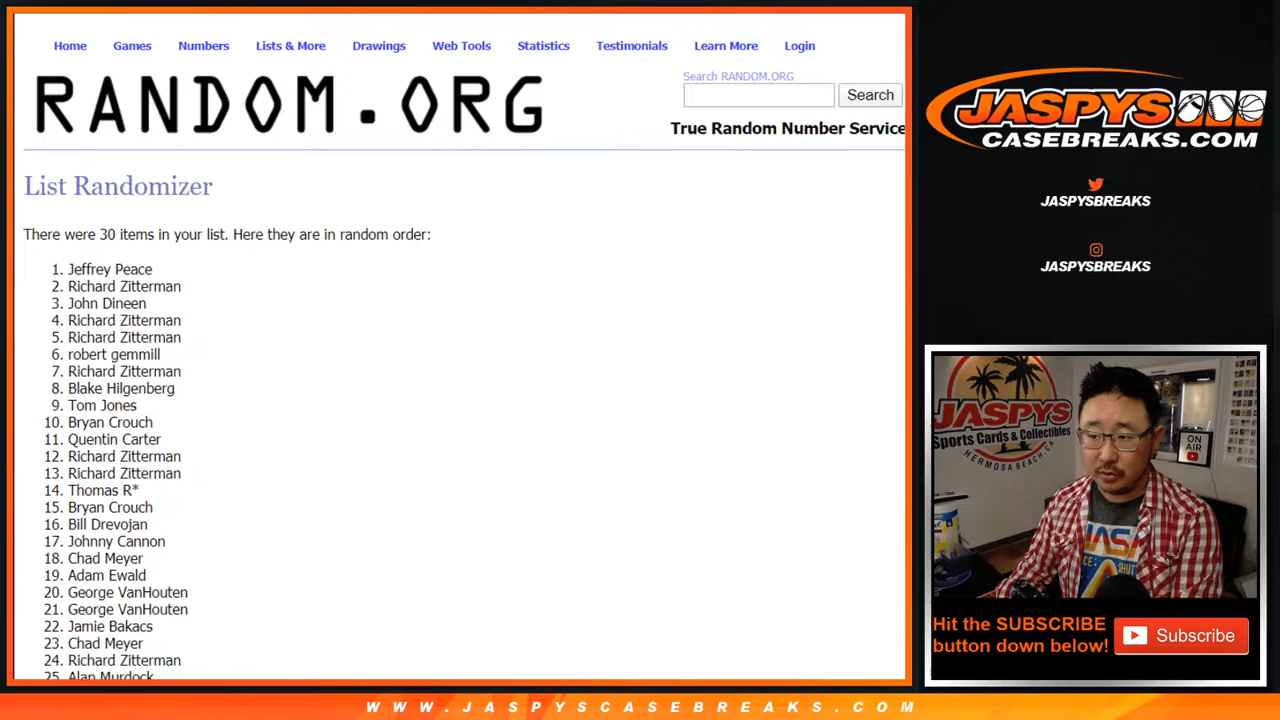 Home Games Numbers Lists & More Drawings Web Tools Statistics Testimonials Learn More Login
RANDOM.ORG
Search RANDOM.ORG
Search
True Random Number Service
List Randomizer
There were 30 items in your list. Here they are in random order:
1. Jeffrey Peace
2. Richard Zitterman
3. John Dineen
4. Richard Zitterman
5. Richard Zitterman
6. robert gemmill
7. Richard Zitterman
8. Blake Hilgenberg
9. Tom Jones
10. Bryan Crouch
11. Quentin Carter
12. Richard Zitterman
13. Richard Zitterman
14. Thomas R*
15. Bryan Crouch
16. Bill Drevojan
17. Johnny Cannon
18. Chad Meyer
19. Adam Ewald
20. George VanHouten
21. George VanHouten
22. Jamie Bakacs
23. Chad Meyer
24. Richard Zitterman
25. Alan Murdock
JASPYS
CASEBREAKS.COM
JASPYSBREAKS
JASPYSBREAKS
JASPYS
Sports Cards & Collectibles
HERMOSA BEACH, CA
ON
AIR
Hit the SUBSCRIBE
button down below!
Subscribe
WWW.JASPYSCASEBREAKS.COM